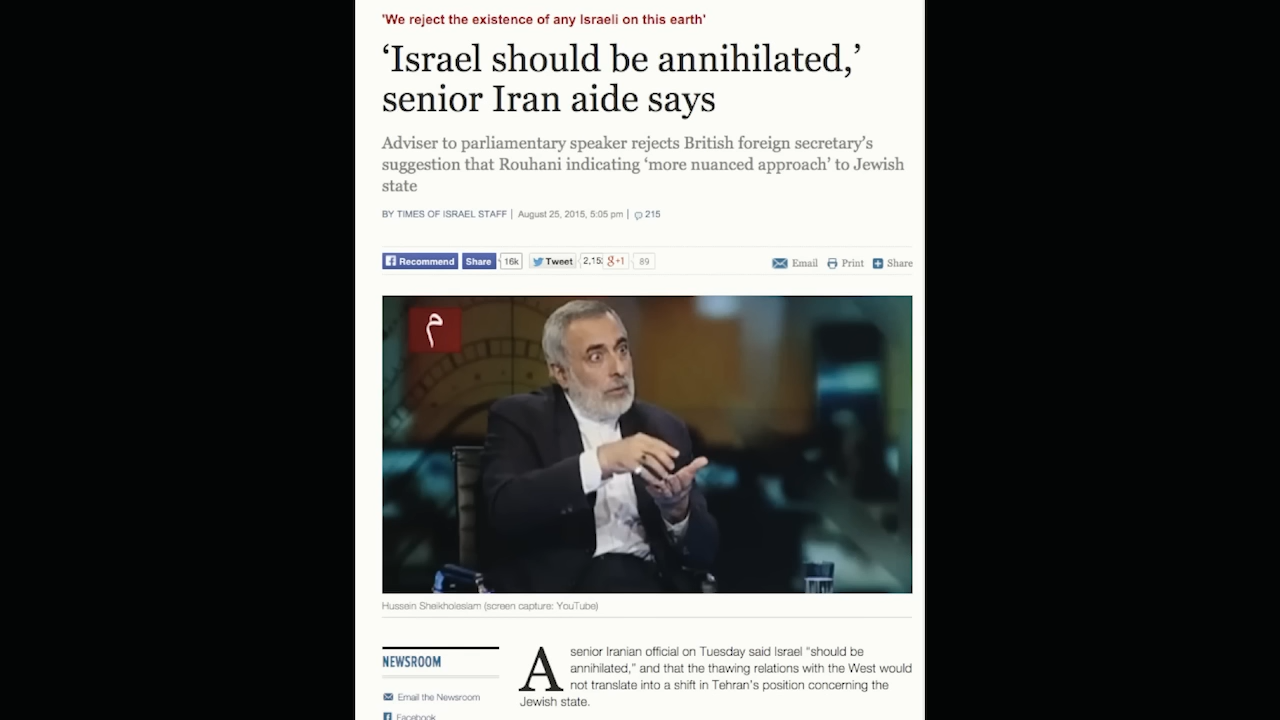 'We reject the existence of any Israeli on this earth'
‘Israel should be annihilated,’
senior Iran aide says
Adviser to parliamentary speaker rejects British foreign secretary’s
suggestion that Rouhani indicating ‘more nuanced approach’ to Jewish
state
BY TIMES OF ISRAEL STAFF | August 25, 2015, 5:05 pm | 215
Recommend Share 16k Tweet 2,15 g+1 89 Email Print Share
م
Hussein Sheikholeslam (screen capture: YouTube)
NEWSROOM
Email the Newsroom
Facebook
A senior Iranian official on Tuesday said Israel "should be
annihilated," and that the thawing relations with the West would
not translate into a shift in Tehran's position concerning the
Jewish state.